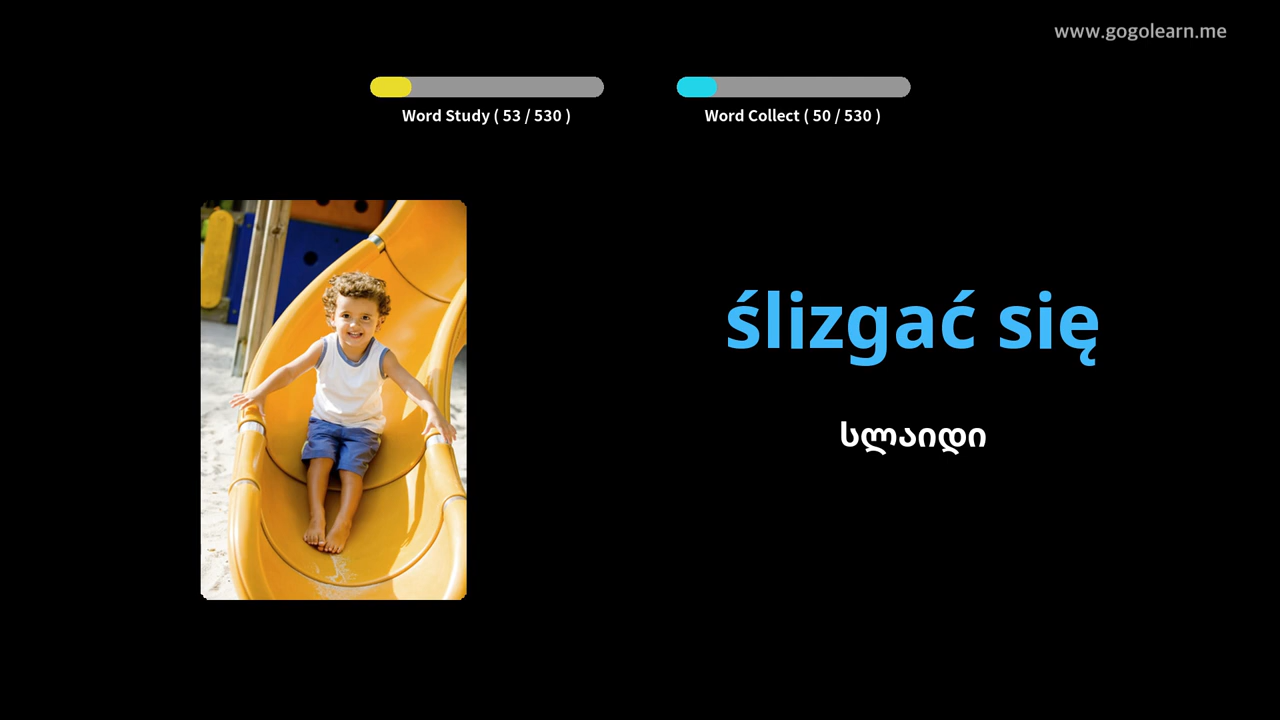 www.gogolearn.me
Word Study ( 53 / 530 )
Word Collect ( 50 / 530 )
ślizgać się
სლაიდი